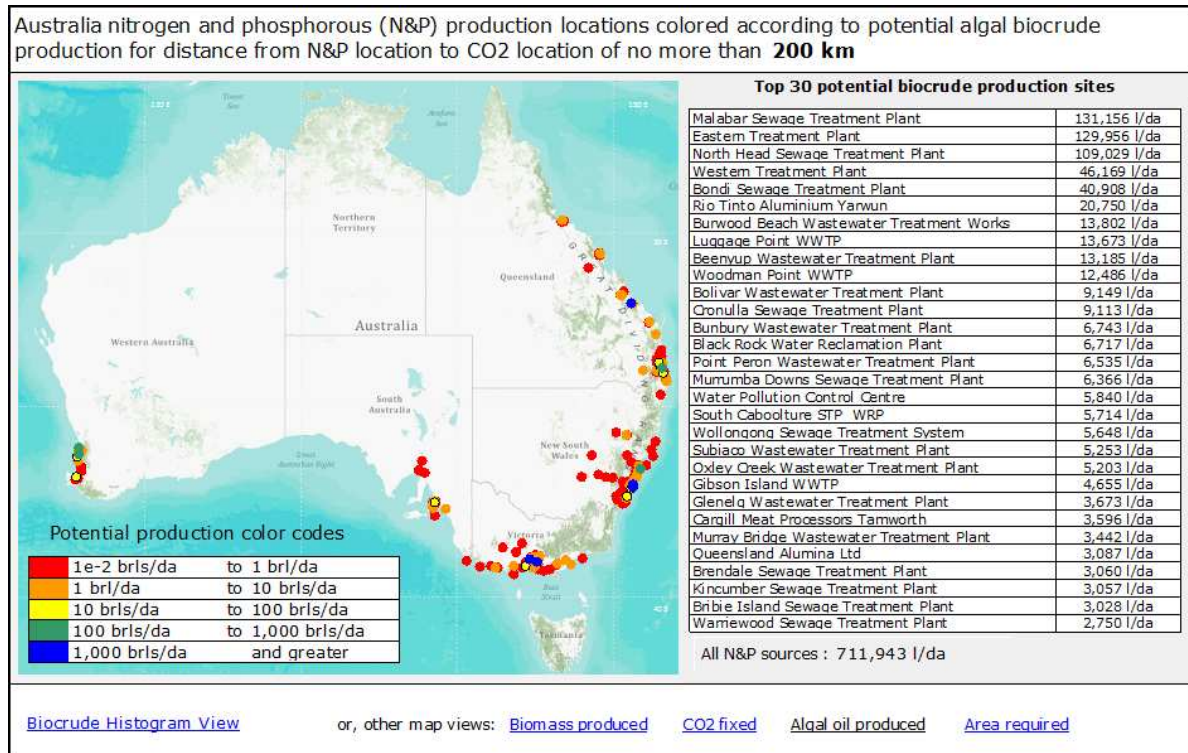 Australia nitrogen and phosphorous (N&P) production locations colored according to potential algal biocrude
production for distance from N&P location to CO2 location of no more than 200 km
Top 30 potential biocrude production sites
Malabar Sewage Treatment Plant 131,156 l/da
Eastern Treatment Plant 129,956 l/da
North Head Sewage Treatment Plant 109,029 l/da
Western Treatment Plant 46,169 l/da
Bondi Sewage Treatment Plant 40,908 l/da
Rio Tinto Aluminium Yarwun 20,750 l/da
Burwood Beach Wastewater Treatment Works 13,802 l/da
Luggage Point WWTP 13,673 l/da
Beenyup Wastewater Treatment Plant 13,185 l/da
Woodman Point WWTP 12,486 l/da
Bolivar Wastewater Treatment Plant 9,149 l/da
Cronulla Sewage Treatment Plant 9,113 l/da
Bunbury Wastewater Treatment Plant 6,743 l/da
Black Rock Water Reclamation Plant 6,717 l/da
Point Peron Wastewater Treatment Plant 6,535 l/da
Murrumba Downs Sewage Treatment Plant 6,366 l/da
Water Pollution Control Centre 5,840 l/da
South Caboolture STP WRP 5,714 l/da
Wollongong Sewage Treatment System 5,648 l/da
Subiaco Wastewater Treatment Plant 5,253 l/da
Oxley Creek Wastewater Treatment Plant 5,203 l/da
Gibson Island WWTP 4,655 l/da
Glenelg Wastewater Treatment Plant 3,673 l/da
Cargill Meat Processors Tamworth 3,596 l/da
Murray Bridge Wastewater Treatment Plant 3,442 l/da
Queensland Alumina Ltd 3,087 l/da
Brendale Sewage Treatment Plant 3,060 l/da
Kincumber Sewage Treatment Plant 3,057 l/da
Bribie Island Sewage Treatment Plant 3,028 l/da
Warriewood Sewage Treatment Plant 2,750 l/da
All N&P sources : 711,943 l/da
Timor
Sea
Arafura
Sea
Northern
Territory
Queensland
Australia
Western Australia
South
Australia
New South
Wales
Great
Australian Bight
Victoria
Bass
Strait
Tasmania
Potential production color codes
1e-2 brls/da to 1 brl/da
1 brl/da to 10 brls/da
10 brls/da to 100 brls/da
100 brls/da to 1,000 brls/da
1,000 brls/da and greater
Biocrude Histogram View or, other map views: Biomass produced CO2 fixed Algal oil produced Area required